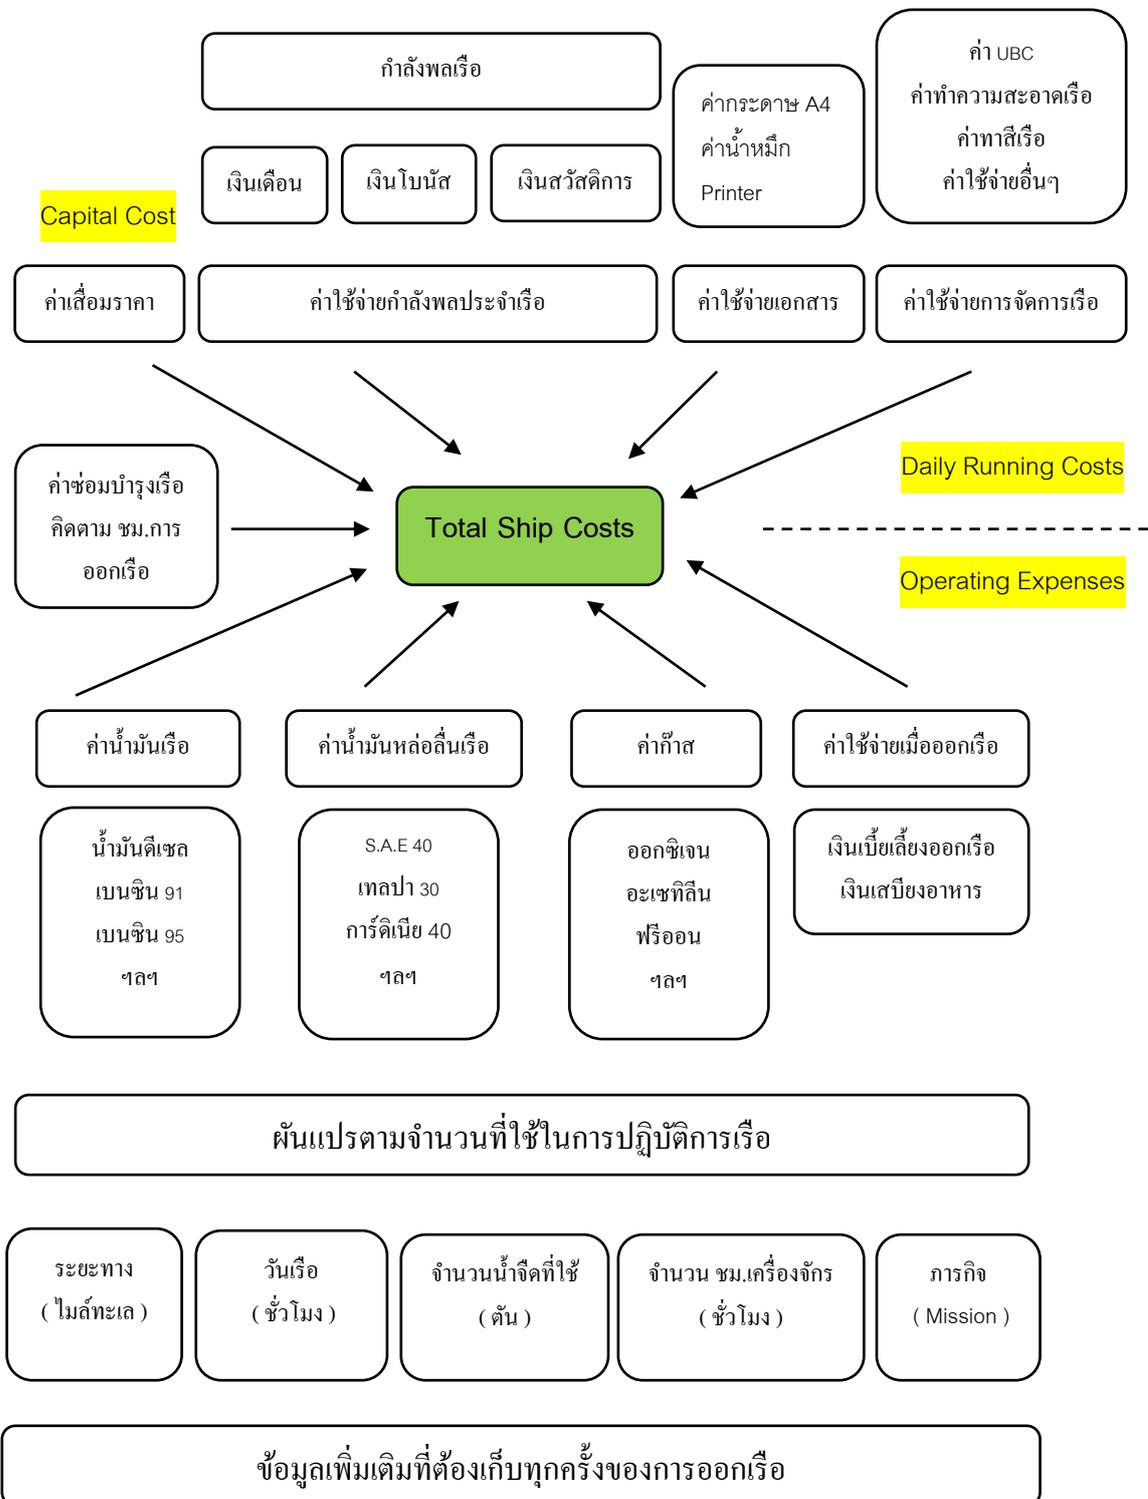 กำลังพลเรือ
เงินเดือน
เงินโบนัส
เงินสวัสดิการ
ค่ากระดาษ A4
ค่าน้ำหมึก
Printer
ค่า UBC
ค่าทำความสะอาดเรือ
ค่าทาสีเรือ
ค่าใช้จ่ายอื่นๆ
Capital Cost
ค่าเสื่อมราคา
ค่าใช้จ่ายกำลังพลประจำเรือ
ค่าใช้จ่ายเอกสาร
ค่าใช้จ่ายการจัดการเรือ
ค่าซ่อมบำรุงเรือ
คิดตาม ชม.การ
ออกเรือ
Total Ship Costs
Daily Running Costs
Operating Expenses
ค่าน้ำมันเรือ
ค่าน้ำมันหล่อลื่นเรือ
ค่าก๊าส
ค่าใช้จ่ายเมื่อออกเรือ
น้ำมันดีเซล
เบนซิน 91
เบนซิน 95
ฯลฯ
S.A.E 40
เทลปา 30
การ์ดิเนีย 40
ฯลฯ
ออกซิเจน
อะเซทิลีน
ฟรีออน
ฯลฯ
เงินเบี้ยเลี้ยงออกเรือ
เงินเสบียงอาหาร
ผันแปรตามจำนวนที่ใช้ในการปฏิบัติการเรือ
ระยะทาง
( ไมล์ทะเล )
วันเรือ
( ชั่วโมง )
จำนวนน้ำจืดที่ใช้
( ตัน )
จำนวน ชม.เครื่องจักร
( ชั่วโมง )
ภารกิจ
( Mission )
ข้อมูลเพิ่มเติมที่ต้องเก็บทุกครั้งของการออกเรือ